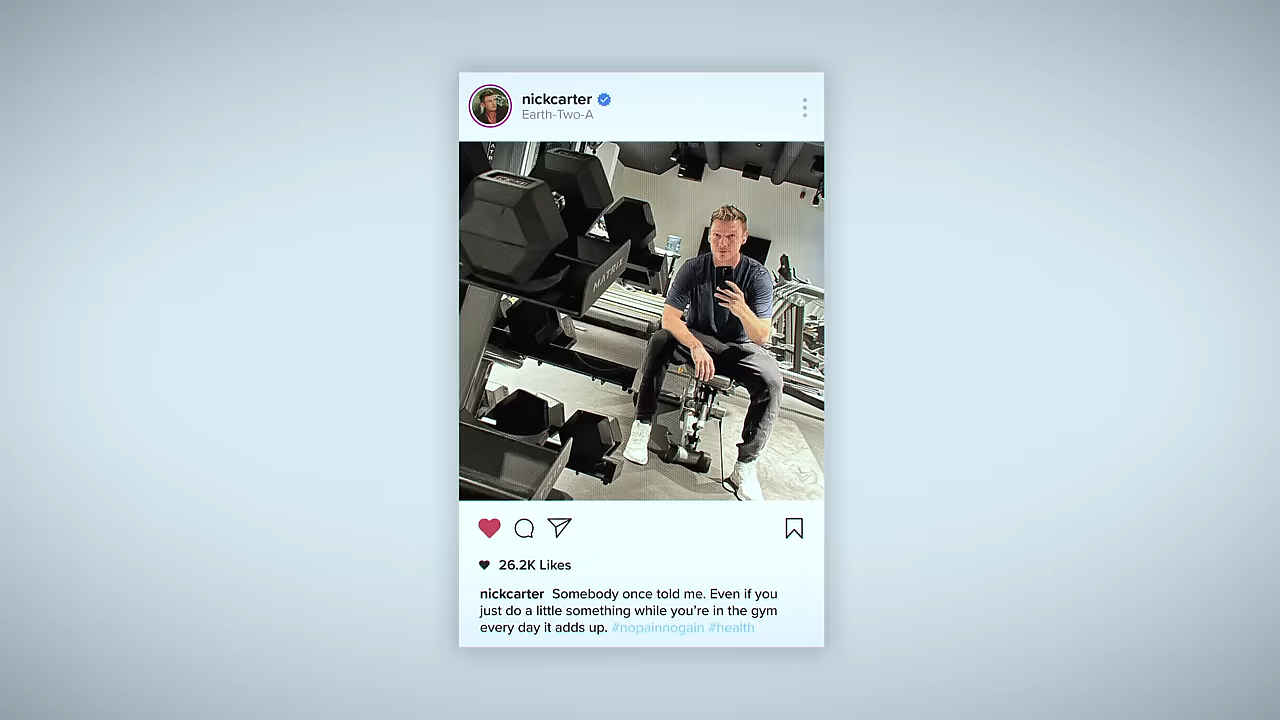 nickcarter
Earth-Two-A
MATRIX
26.2K Likes
nickcarter Somebody once told me. Even if you
just do a little something while you're in the gym
every day it adds up. #nopainnogain #health